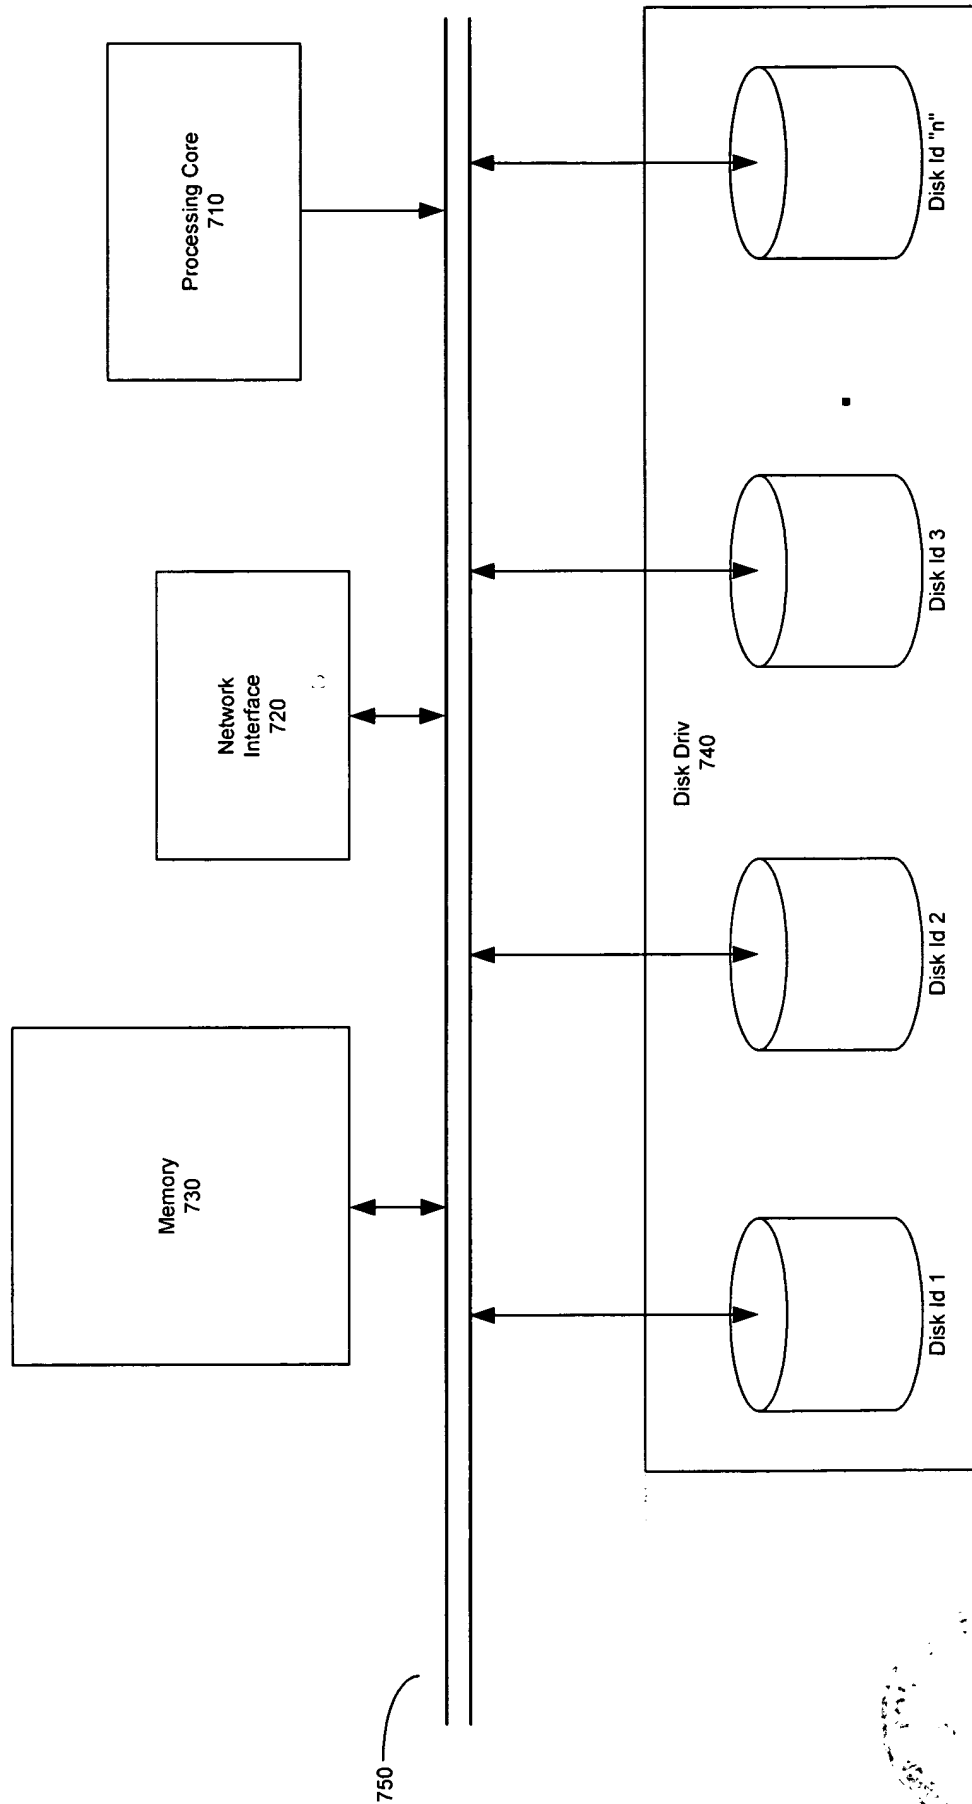 Memory
730
Network
Interface
720
Processing Core
710
750
Disk Driv
740
Disk Id 1
Disk Id 2
Disk Id 3
Disk Id "n"